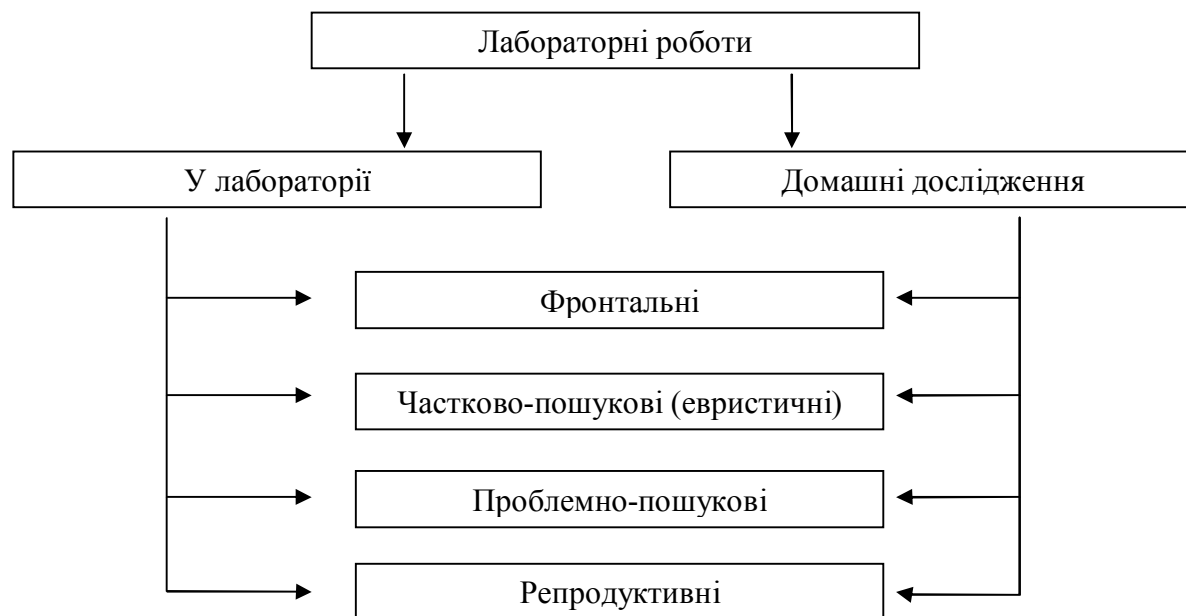 Лабораторні роботи
У лабораторії
Домашні дослідження
Фронтальні
Частково-пошукові (евристичні)
Проблемно-пошукові
Репродуктивні